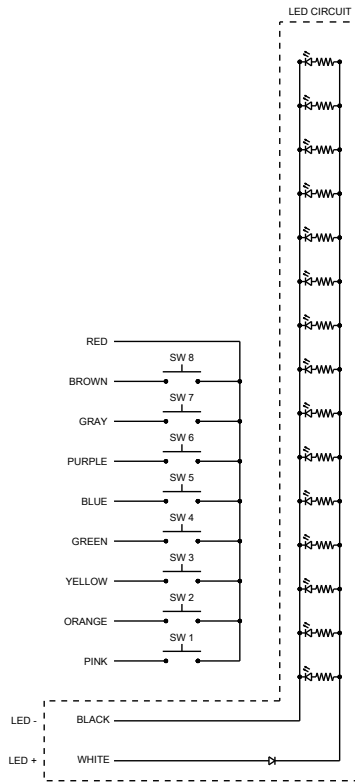 LED CIRCUIT
RED
SW 8
BROWN
SW 7
GRAY
SW 6
PURPLE
SW 5
BLUE
SW 4
GREEN
SW 3
YELLOW
SW 2
ORANGE
SW 1
PINK
LED - BLACK
LED + WHITE